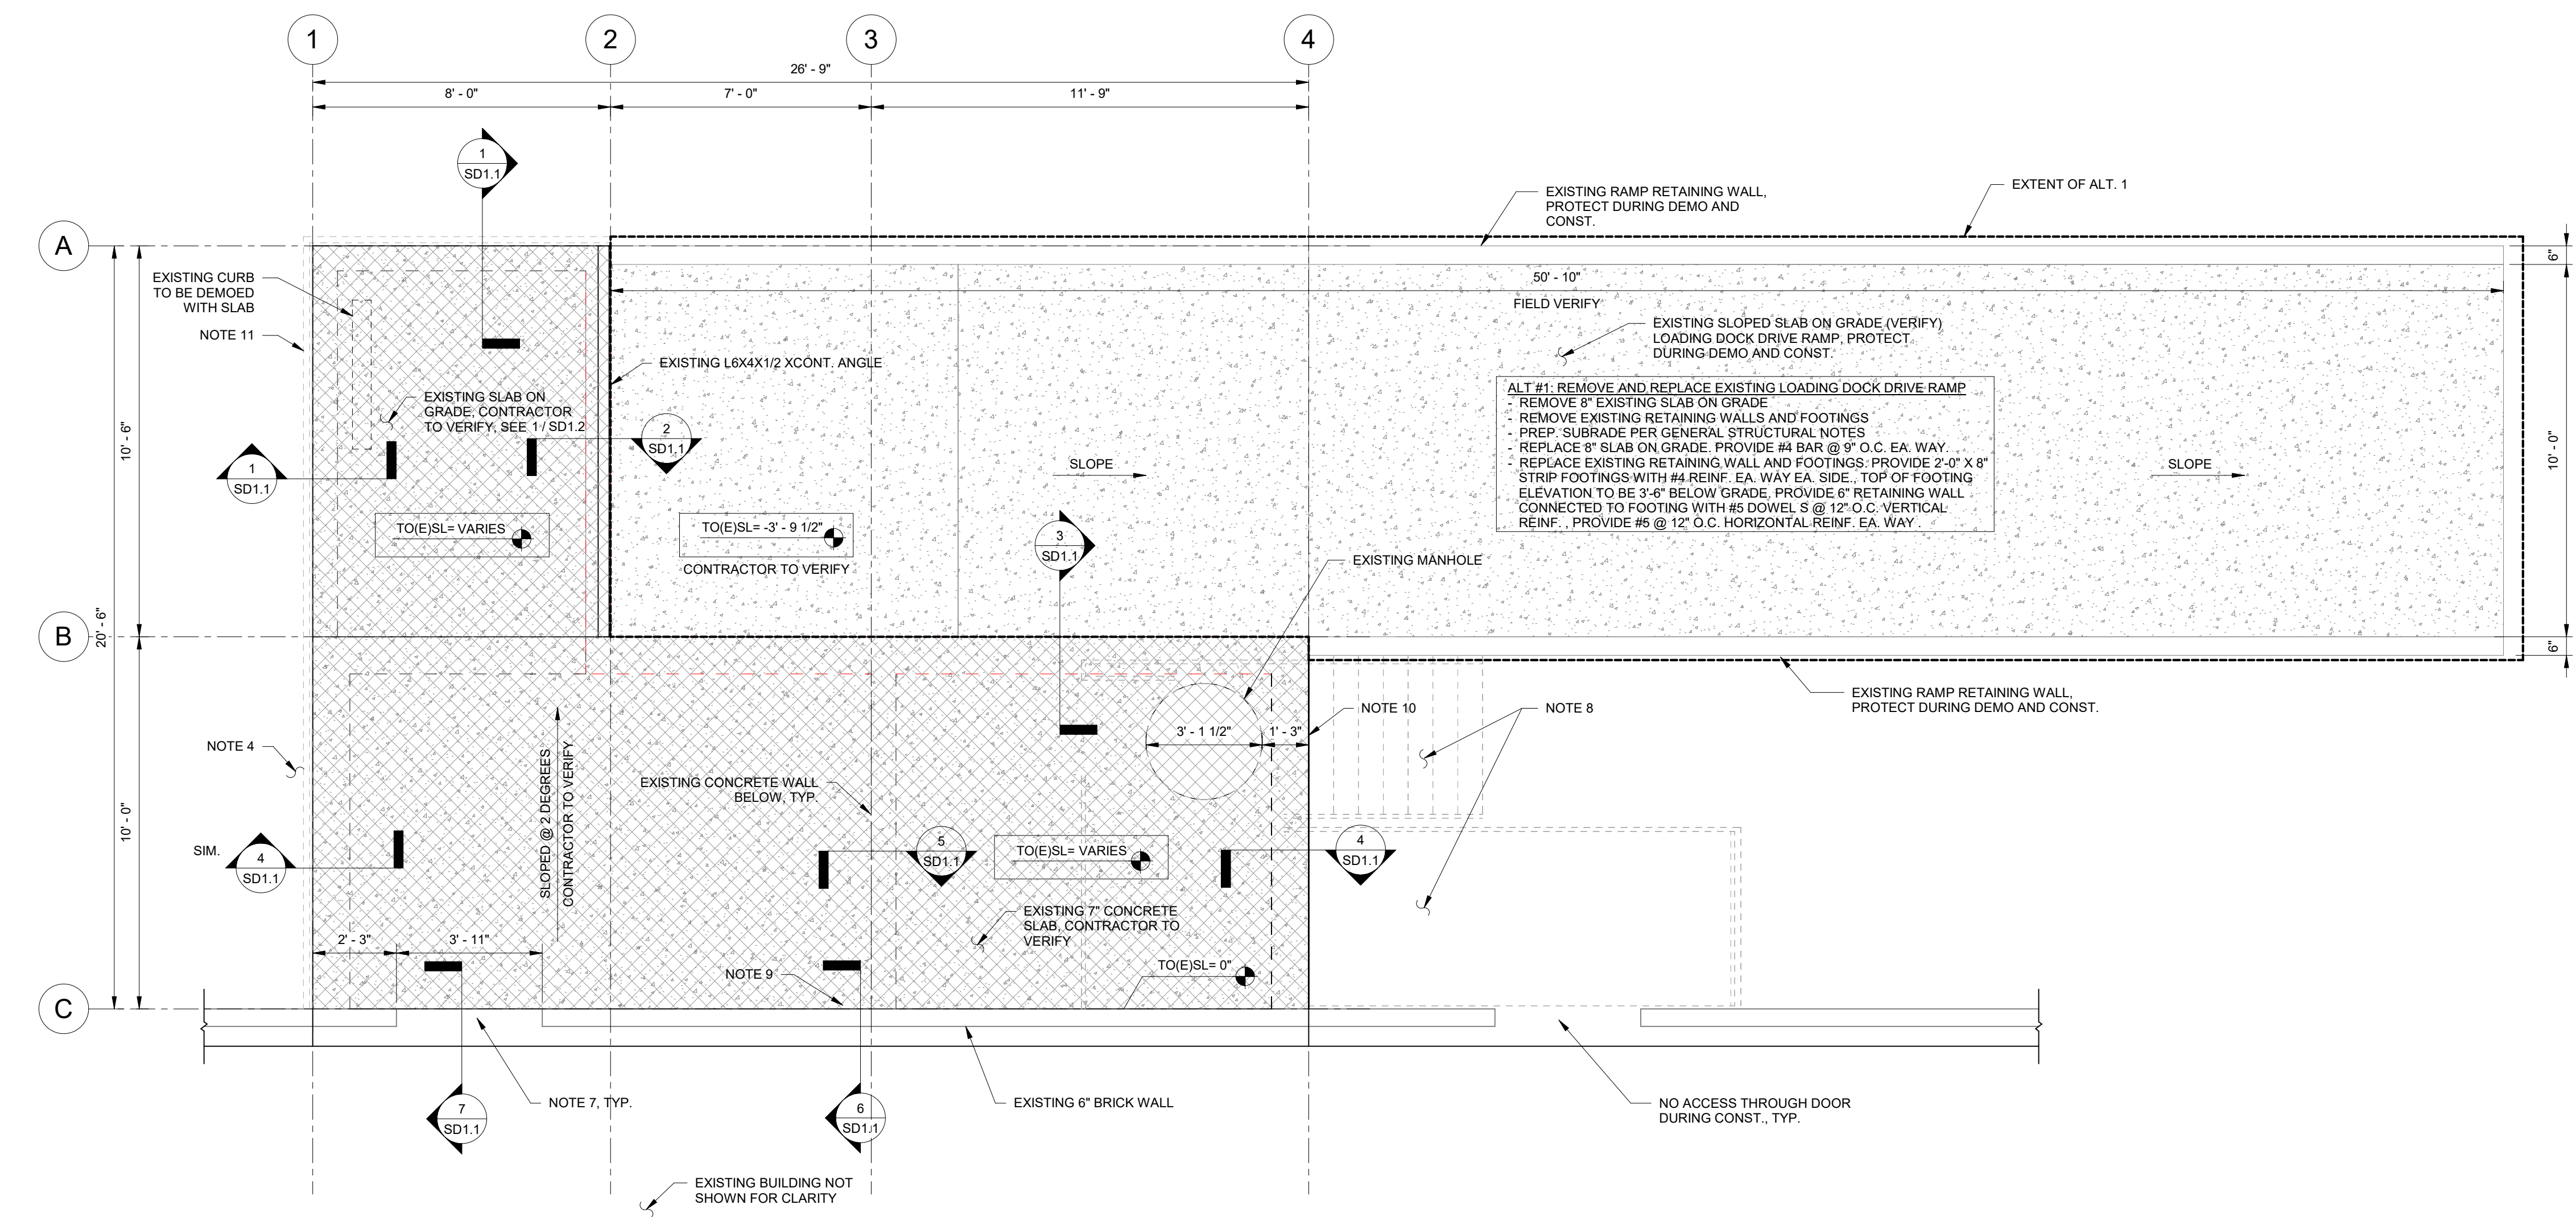 1
2
3
4
26' - 9"
8' - 0"
7' - 0"
11' - 9"
1
SD1.1
EXISTING RAMP RETAINING WALL,
PROTECT DURING DEMO AND
CONST.
EXTENT OF ALT. 1
A
6"
EXISTING CURB
TO BE DEMOED
WITH SLAB
NOTE 11
50' - 10"
FIELD VERIFY
EXISTING SLOPED SLAB ON GRADE (VERIFY)
LOADING DOCK DRIVE RAMP, PROTECT
DURING DEMO AND CONST.
EXISTING L6X4X1/2 XCONT. ANGLE
ALT #1: REMOVE AND REPLACE EXISTING LOADING DOCK DRIVE RAMP
- REMOVE 8" EXISTING SLAB ON GRADE
- REMOVE EXISTING RETAINING WALLS AND FOOTINGS
- PREP. SUBRADE PER GENERAL STRUCTURAL NOTES
- REPLACE 8" SLAB ON GRADE. PROVIDE #4 BAR @ 9" O.C. EA. WAY.
- REPLACE EXISTING RETAINING WALL AND FOOTINGS. PROVIDE 2'-0" X 8"
STRIP FOOTINGS WITH #4 REINF. EA. WAY EA. SIDE., TOP OF FOOTING
ELEVATION TO BE 3'-6" BELOW GRADE, PROVIDE 6" RETAINING WALL
CONNECTED TO FOOTING WITH #5 DOWEL S @ 12" O.C. VERTICAL
REINF. , PROVIDE #5 @ 12" O.C. HORIZONTAL REINF. EA. WAY .
EXISTING SLAB ON
GRADE, CONTRACTOR
TO VERIFY, SEE 1 / SD1.2
10' - 6"
2
SD1.1
1
SD1.1
SLOPE
SLOPE
10' - 0"
TO(E)SL= VARIES
TO(E)SL= -3' - 9 1/2"
CONTRACTOR TO VERIFY
3
SD1.1
EXISTING MANHOLE
B
20' - 6"
6"
EXISTING RAMP RETAINING WALL,
PROTECT DURING DEMO AND CONST.
NOTE 10
NOTE 8
NOTE 4
3' - 1 1/2"
1' - 3"
SLOPED @ 2 DEGREES
CONTRACTOR TO VERIFY
EXISTING CONCRETE WALL
BELOW, TYP.
10' - 0"
SIM.
4
SD1.1
5
SD1.1
TO(E)SL= VARIES
4
SD1.1
EXISTING 7" CONCRETE
SLAB, CONTRACTOR TO
VERIFY
2' - 3"
3' - 11"
NOTE 9
TO(E)SL= 0"
C
NOTE 7, TYP.
EXISTING 6" BRICK WALL
NO ACCESS THROUGH DOOR
DURING CONST., TYP.
7
SD1.1
6
SD1.1
EXISTING BUILDING NOT
SHOWN FOR CLARITY